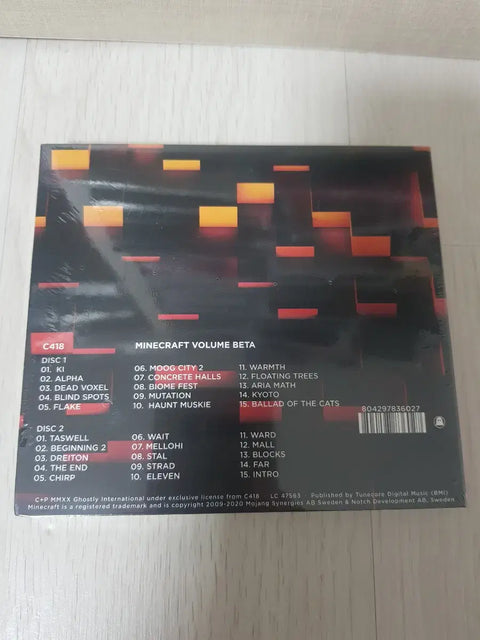 C418 MINECRAFT VOLUME BETA
DISC 1
01. KI
02. ALPHA
03. DEAD VOXEL
04. BLIND SPOTS
05. FLAKE
06. MOOG CITY 2
07. CONCRETE HALLS
08. BIOME FEST
09. MUTATION
10. HAUNT MUSKIE
11. WARMTH
12. FLOATING TREES
13. ARIA MATH
14. KYOTO
15. BALLAD OF THE CATS
804297836027
DISC 2
01. TASWELL
02. BEGINNING 2
03. DREITON
04. THE END
05. CHIRP
06. WAIT
07. MELLOHI
08. STAL
09. STRAD
10. ELEVEN
11. WARD
12. MALL
13. BLOCKS
14. FAR
15. INTRO
C+P MMXX Ghostly International under exclusive license from C418 LC 47593 Published by Tunecore Digital Music (BMI)
Minecraft is a registered trademark and is copyright 2009-2020 Mojang Synergies AB Sweden & Notch Development AB, Sweden